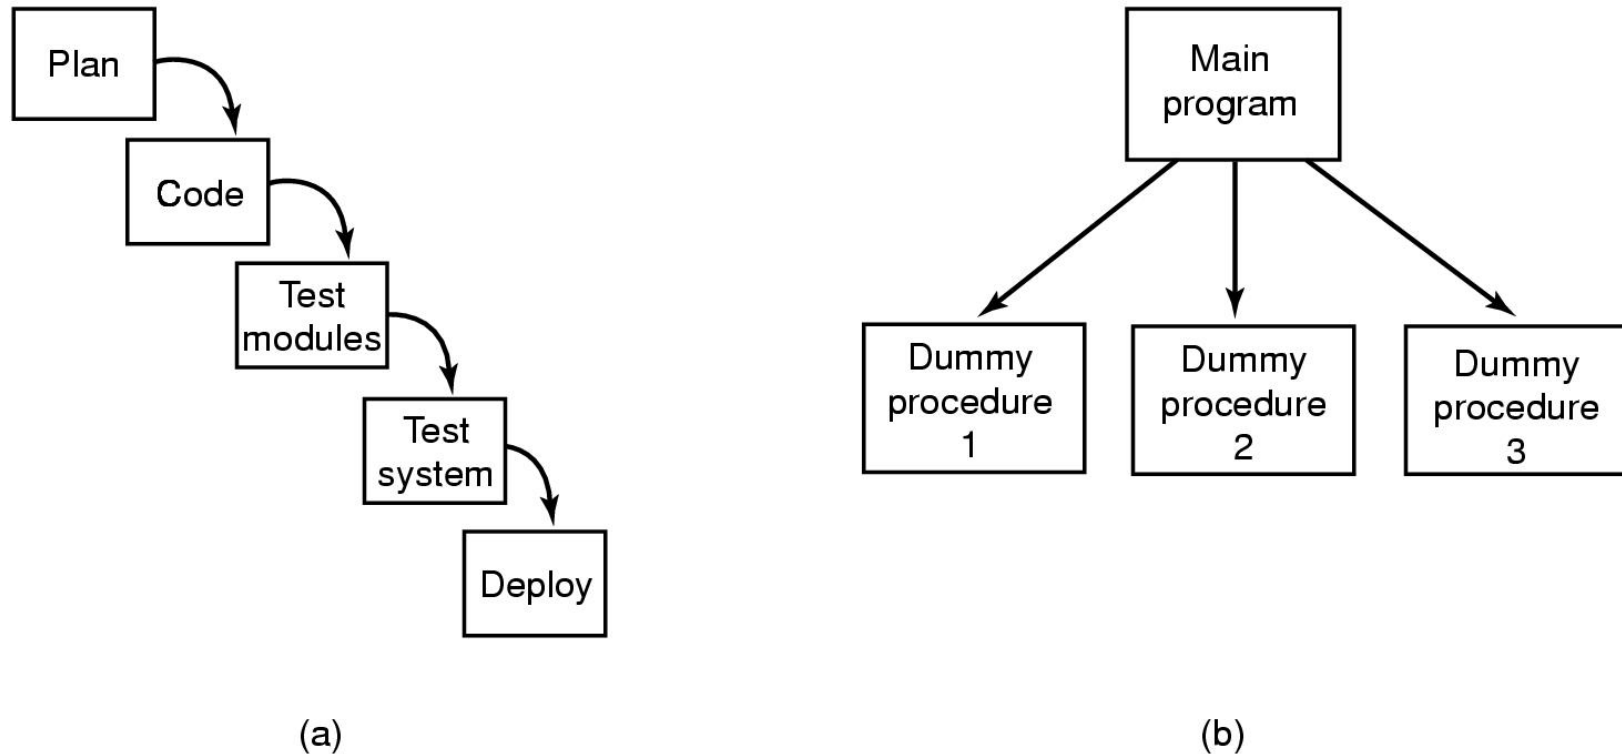 Plan
Code
Test
modules
Test
system
Deploy
(a)
Main
program
Dummy
procedure
1
Dummy
procedure
2
Dummy
procedure
3
(b)